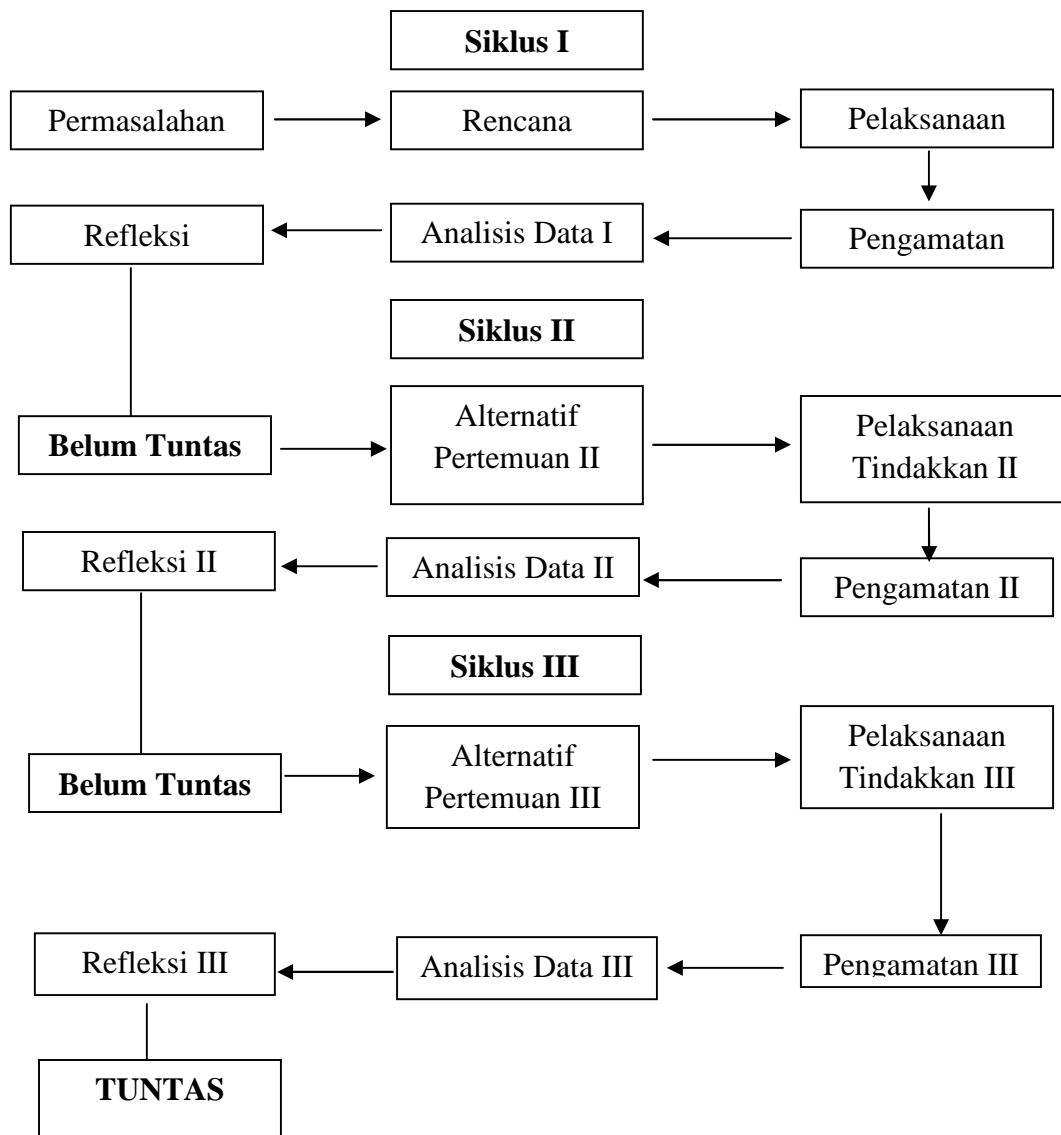 Siklus I
Permasalahan
Rencana
Pelaksanaan
Refleksi
Analisis Data I
Pengamatan
Siklus II
Belum Tuntas
Alternatif
Pertemuan II
Pelaksanaan
Tindakkan II
Refleksi II
Analisis Data II
Pengamatan II
Siklus III
Belum Tuntas
Alternatif
Pertemuan III
Pelaksanaan
Tindakkan III
Refleksi III
Analisis Data III
Pengamatan III
TUNTAS